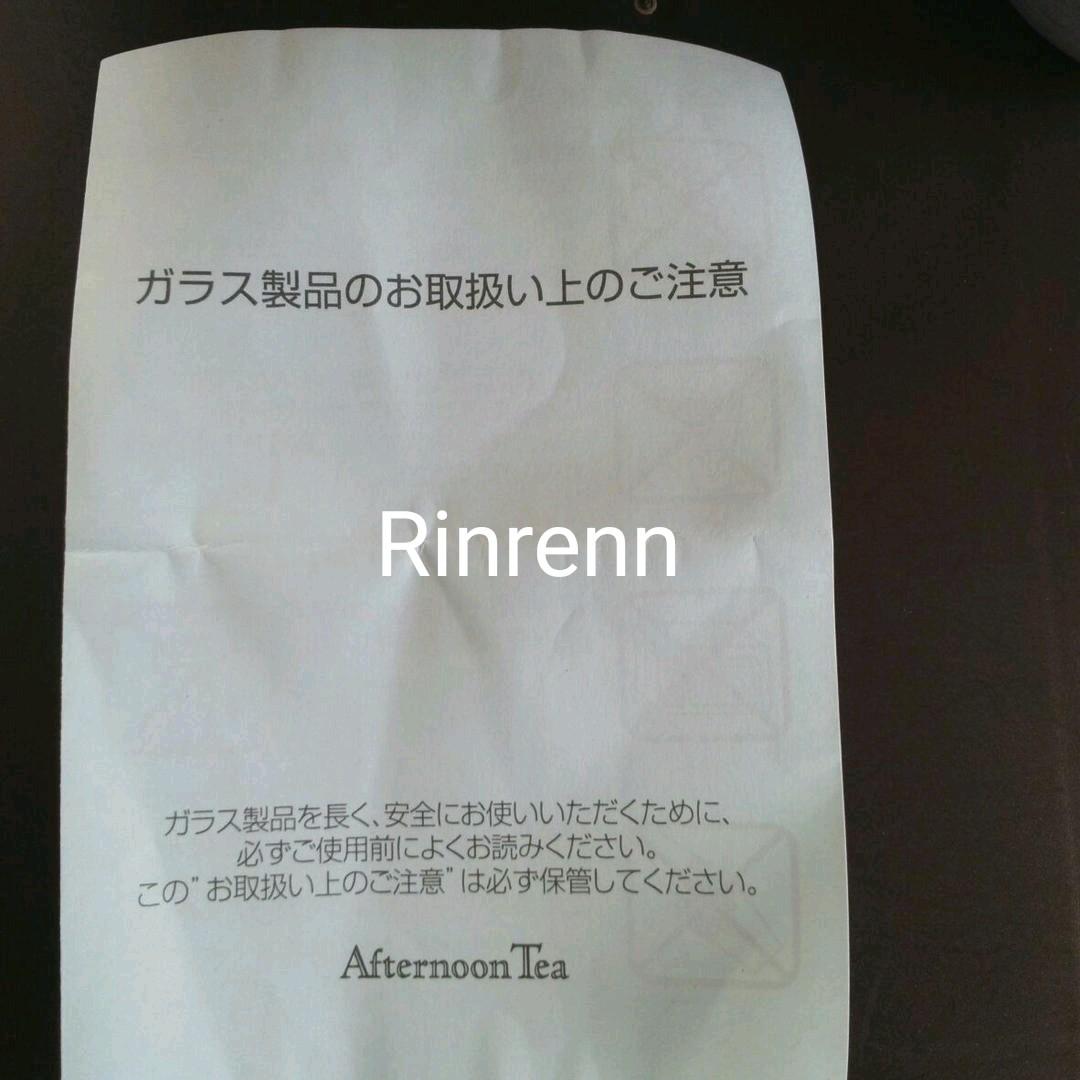 ガラス製品のお取扱い上のご注意
Rinrenn
ガラス製品を長く、安全にお使いいただくために、
必ずご使用前によくお読みください。
この"お取扱い上のご注意"は必ず保管してください。
Afternoon Tea